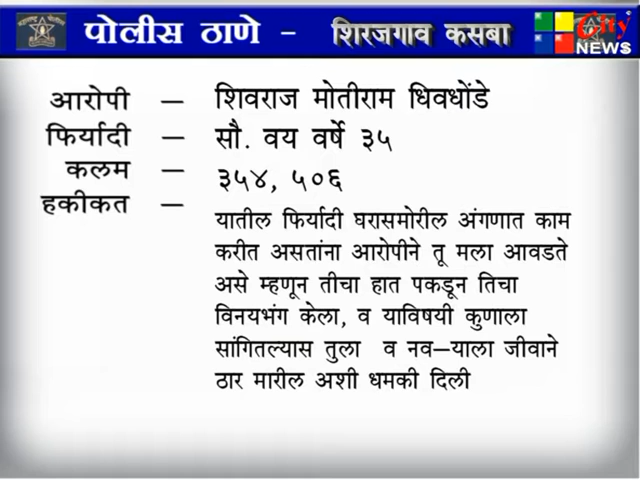 पोलीस ठाणे - शिरजगाव कसबा
City NEWS
आरोपी – शिवराज मोतीराम धिवधोंडे
फिर्यादी – सौ. वय वर्षे ३५
कलम – ३५४, ५०६
हकीकत –
यातील फिर्यादी घरासमोरील अंगणात काम
करीत असतांना आरोपीने तू मला आवडते
असे म्हणून तीचा हात पकडून तिचा
विनयभंग केला, व याविषयी कुणाला
सांगितल्यास तुला व नव–याला जीवाने
ठार मारील अशी धमकी दिली